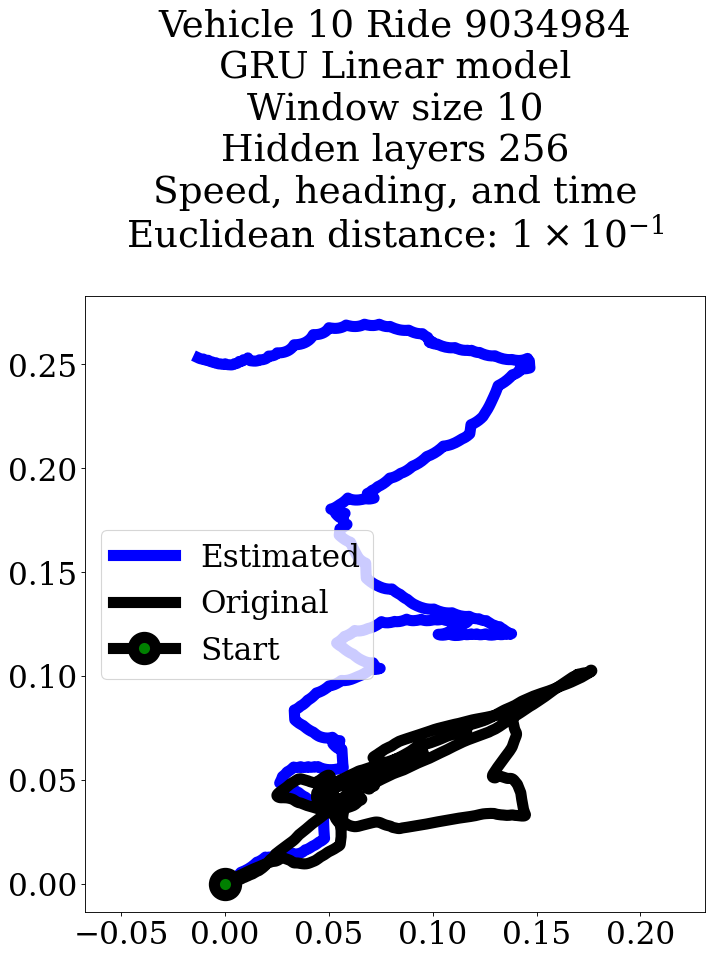 Vehicle 10 Ride 9034984
GRU Linear model
Window size 10
Hidden layers 256
Speed, heading, and time
Euclidean distance: 1 × 10⁻¹
0.25
0.20
0.15
0.10
0.05
0.00
Estimated
Original
Start
−0.05 0.00 0.05 0.10 0.15 0.20